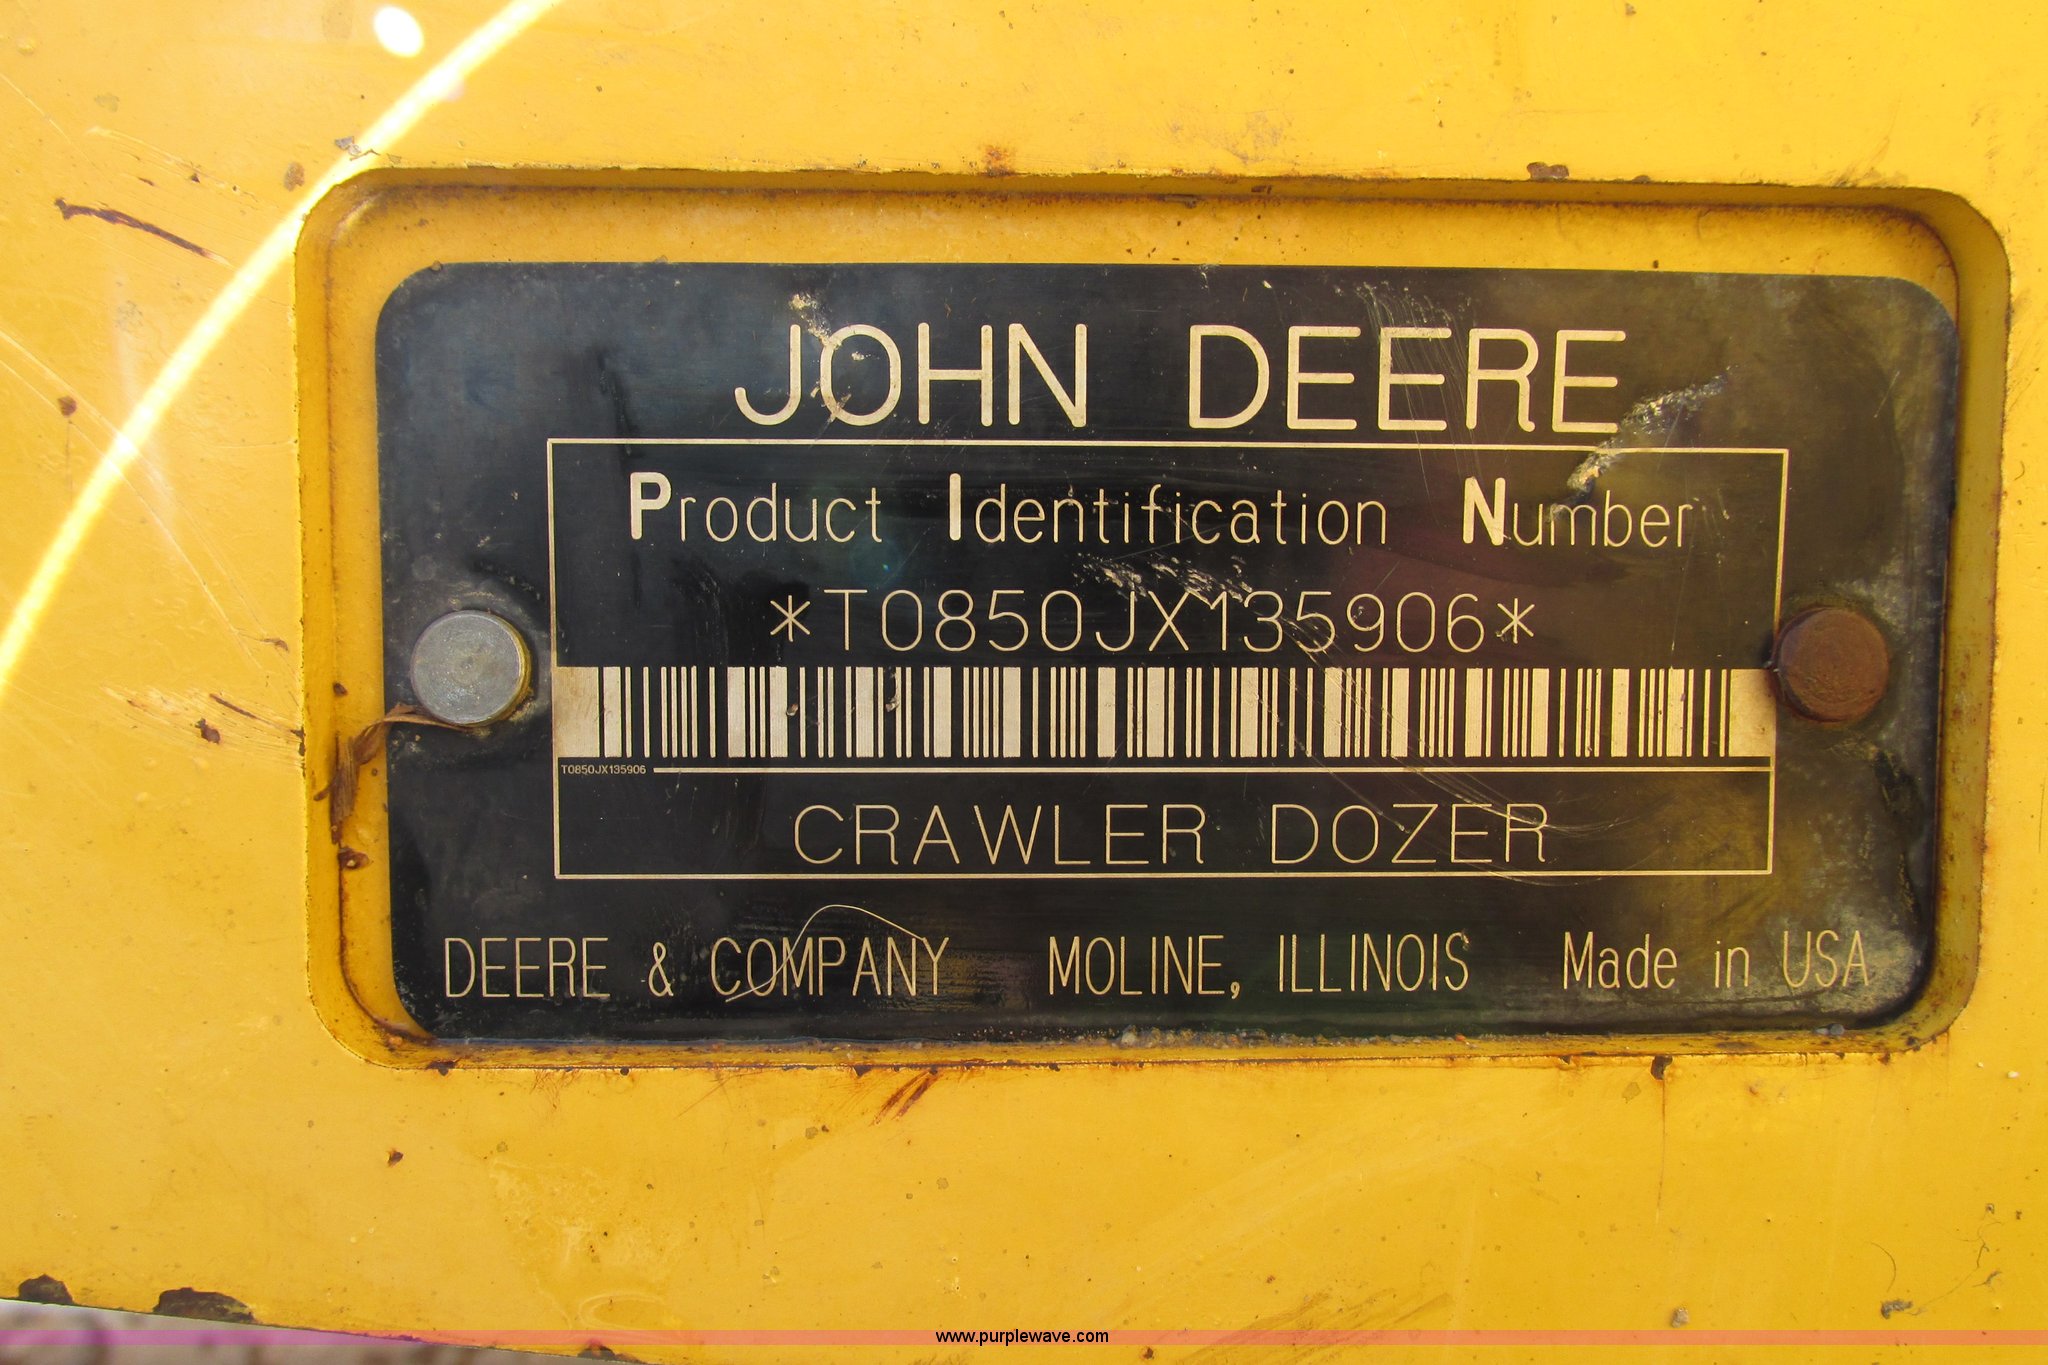 JOHN DEERE
Product Identification Number
*T0850JX135906*
T0850JX135906
CRAWLER DOZER
DEERE & COMPANY MOLINE, ILLINOIS Made in USA
www.purplewave.com